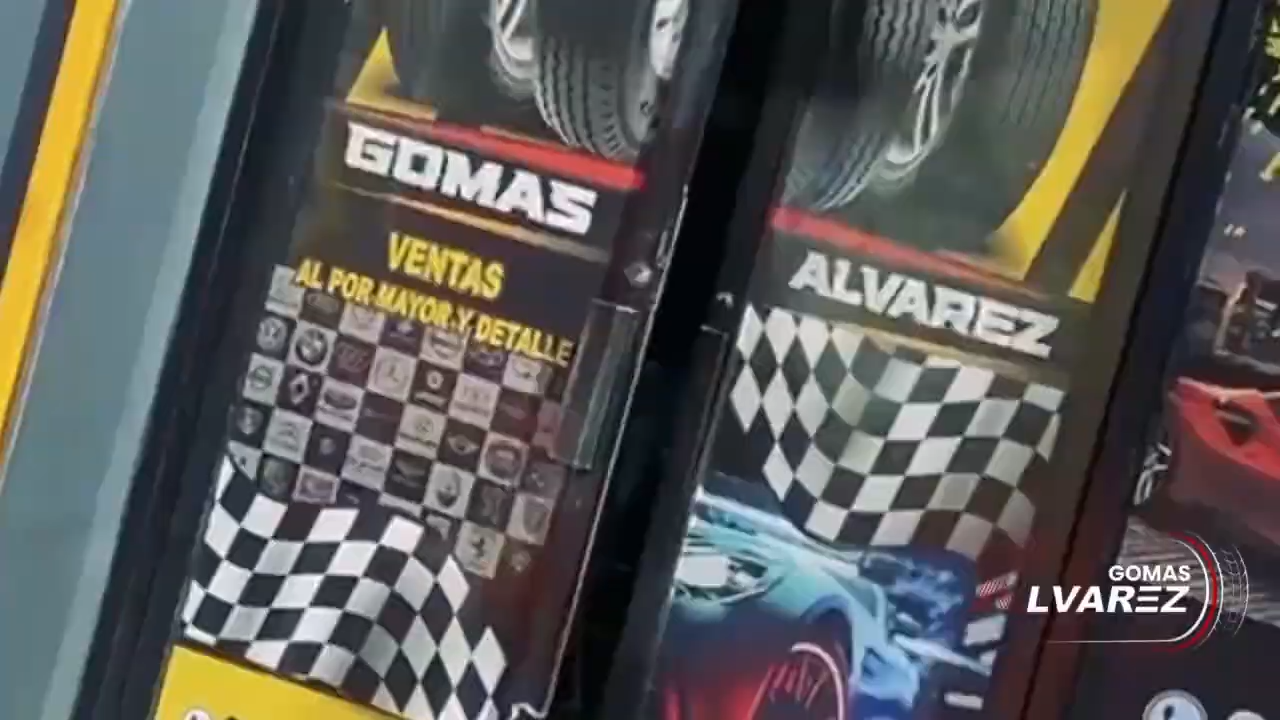 GOMAS
VENTAS
AL POR MAYOR Y DETALLE
ALVAREZ
GOMAS
LVAREZ